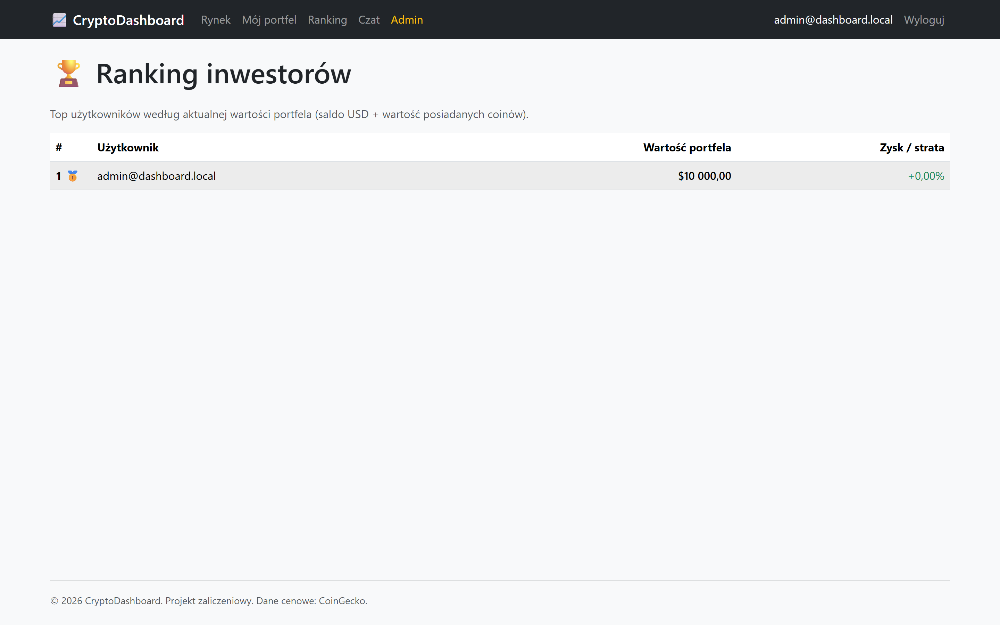 CryptoDashboard Rynek Mój portfel Ranking Czat Admin admin@dashboard.local Wyloguj
Ranking inwestorów
Top użytkowników według aktualnej wartości portfela (saldo USD + wartość posiadanych coinów).
# Użytkownik Wartość portfela Zysk / strata
1 admin@dashboard.local $10 000,00 +0,00%
© 2026 CryptoDashboard. Projekt zaliczeniowy. Dane cenowe: CoinGecko.